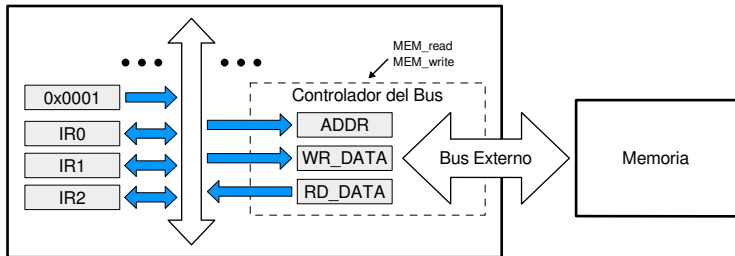 MEM_read
MEM_write
Controlador del Bus
0x0001
IR0
IR1
IR2
ADDR
WR_DATA
RD_DATA
Bus Externo
Memoria